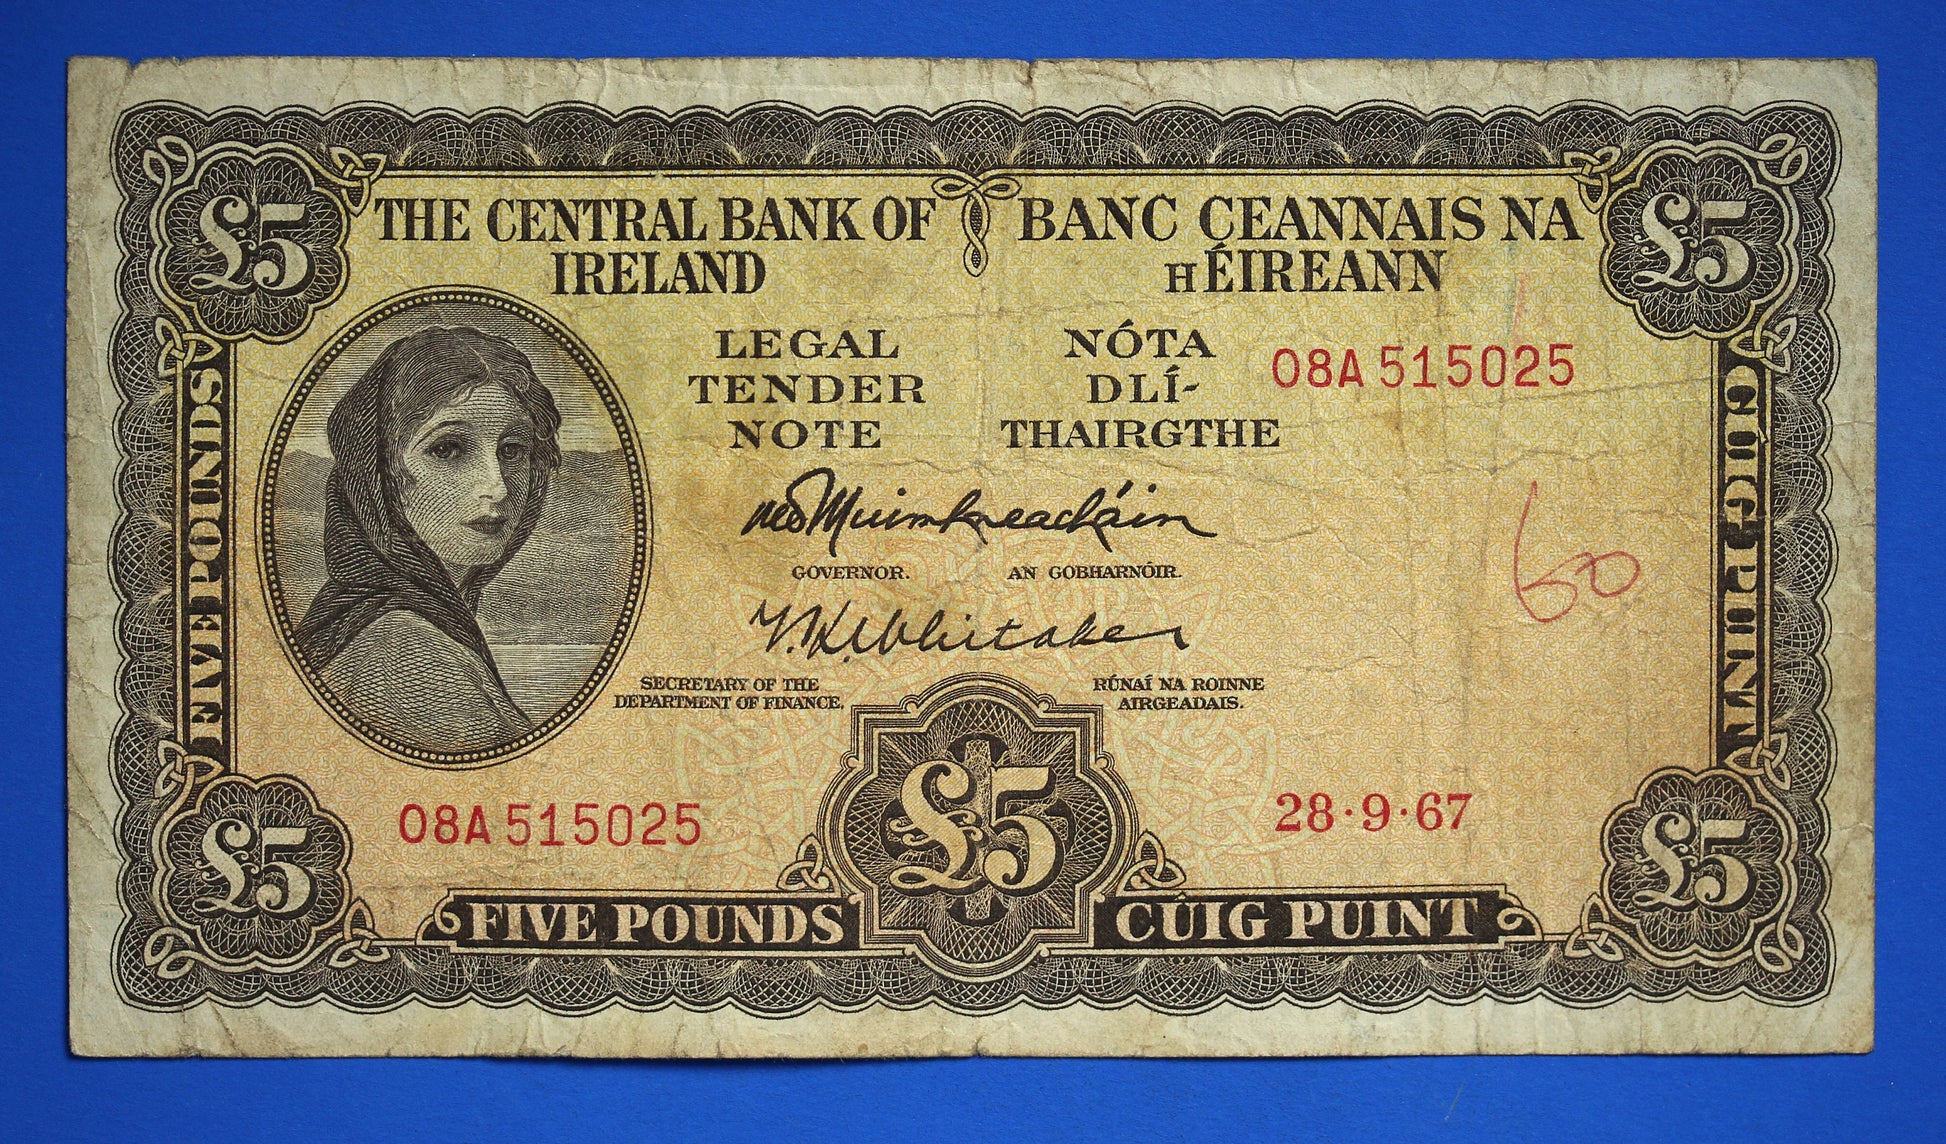 £5
THE CENTRAL BANK OF
IRELAND
BANC CEANNAIS NA
hÉIREANN
£5
LEGAL
TENDER
NOTE
NÓTA
DLÍ-
THAIRGTHE
08A 515025
FIVE POUNDS
CÚIG PUINT
GOVERNOR.
AN GOBHARNÓIR.
60
T. K. Whitaker
SECRETARY OF THE
DEPARTMENT OF FINANCE.
RÚNAÍ NA ROINNE
AIRGEADAIS.
08A 515025
28·9·67
£5
£5
£5
FIVE POUNDS
CÚIG PUINT